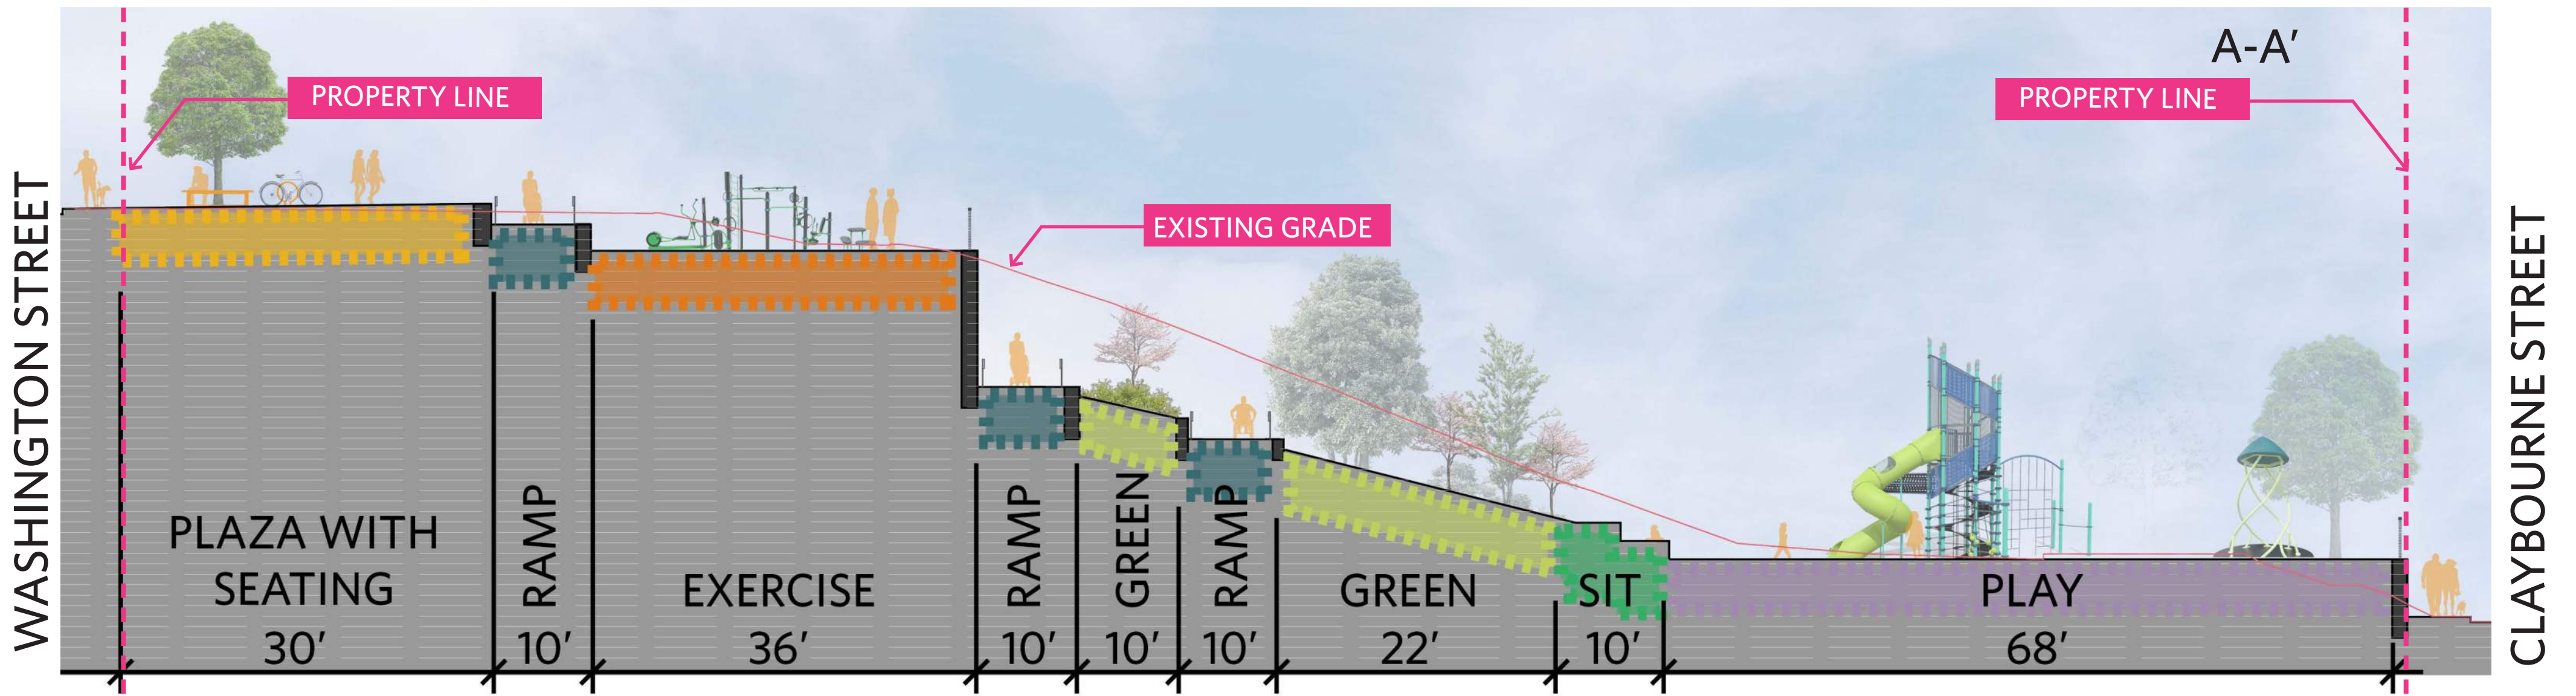 A-A’
PROPERTY LINE
PROPERTY LINE
EXISTING GRADE
WASHINGTON STREET
CLAYBOURNE STREET
PLAZA WITH
SEATING
30’
RAMP
10’
EXERCISE
36’
RAMP
10’
GREEN
10’
RAMP
10’
GREEN
22’
SIT
10’
PLAY
68’